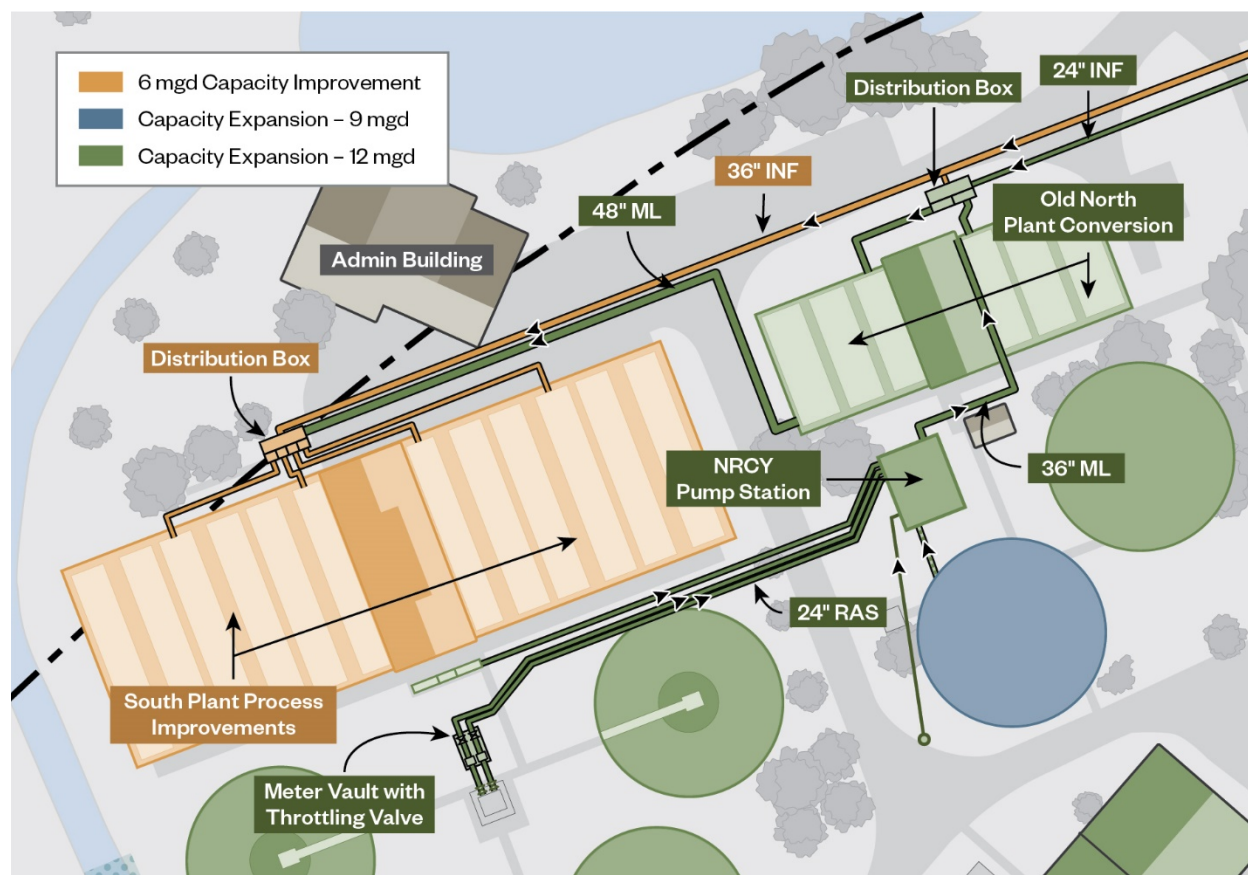 6 mgd Capacity Improvement
Capacity Expansion – 9 mgd
Capacity Expansion – 12 mgd
Distribution Box
24" INF
36" INF
48" ML
Old North
Plant Conversion
Admin Building
Distribution Box
NRCY
Pump Station
36" ML
24" RAS
South Plant Process
Improvements
Meter Vault with
Throttling Valve